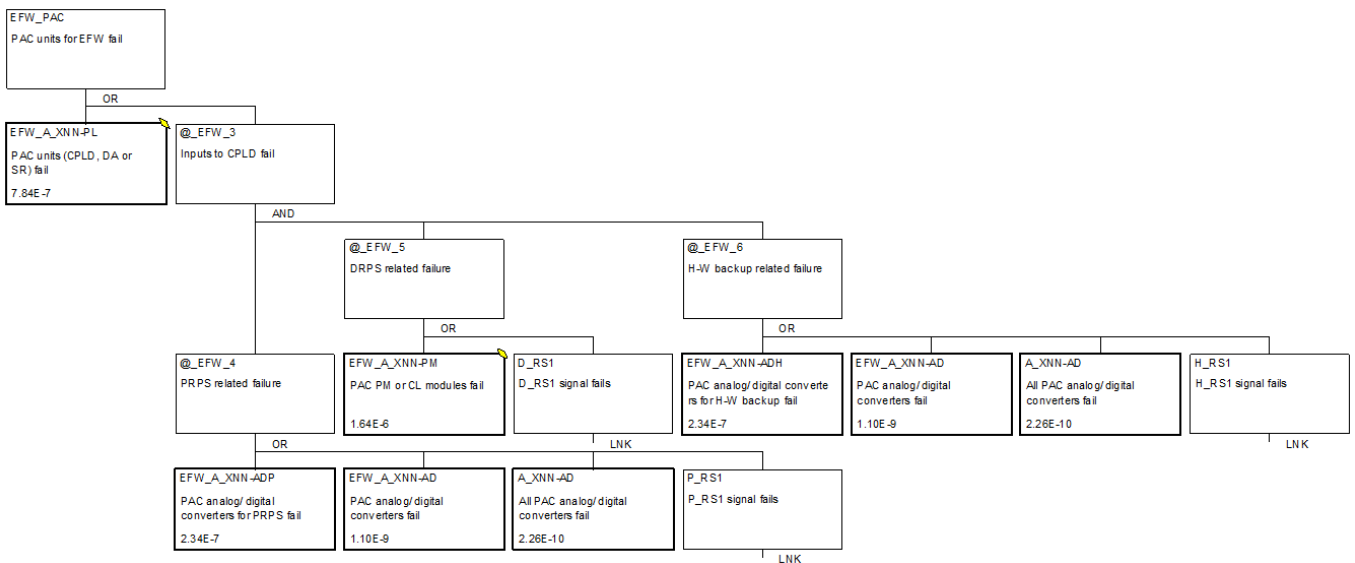 EFW_PAC
PAC units for EFW fail
OR
EFW_A_XNN-PL
PAC units (CPLD, DA or
SR) fail
7.84E-7
@_EFW_3
Inputs to CPLD fail
AND
@_EFW_5
DRPS related failure
@_EFW_6
H-W backup related failure
OR
OR
@_EFW_4
PRPS related failure
EFW_A_XNN-PM
PAC PM or CL modules fail
1.64E-6
D_RS1
D_RS1 signal fails
EFW_A_XNN-ADH
PAC analog/digital converte
rs for H-W backup fail
2.34E-7
EFW_A_XNN-AD
PAC analog/digital
converters fail
1.10E-9
A_XNN-AD
All PAC analog/digital
converters fail
2.26E-10
H_RS1
H_RS1 signal fails
OR
LNK
LNK
EFW_A_XNN-ADP
PAC analog/digital
converters for PRPS fail
2.34E-7
EFW_A_XNN-AD
PAC analog/digital
converters fail
1.10E-9
A_XNN-AD
All PAC analog/digital
converters fail
2.26E-10
P_RS1
P_RS1 signal fails
LNK